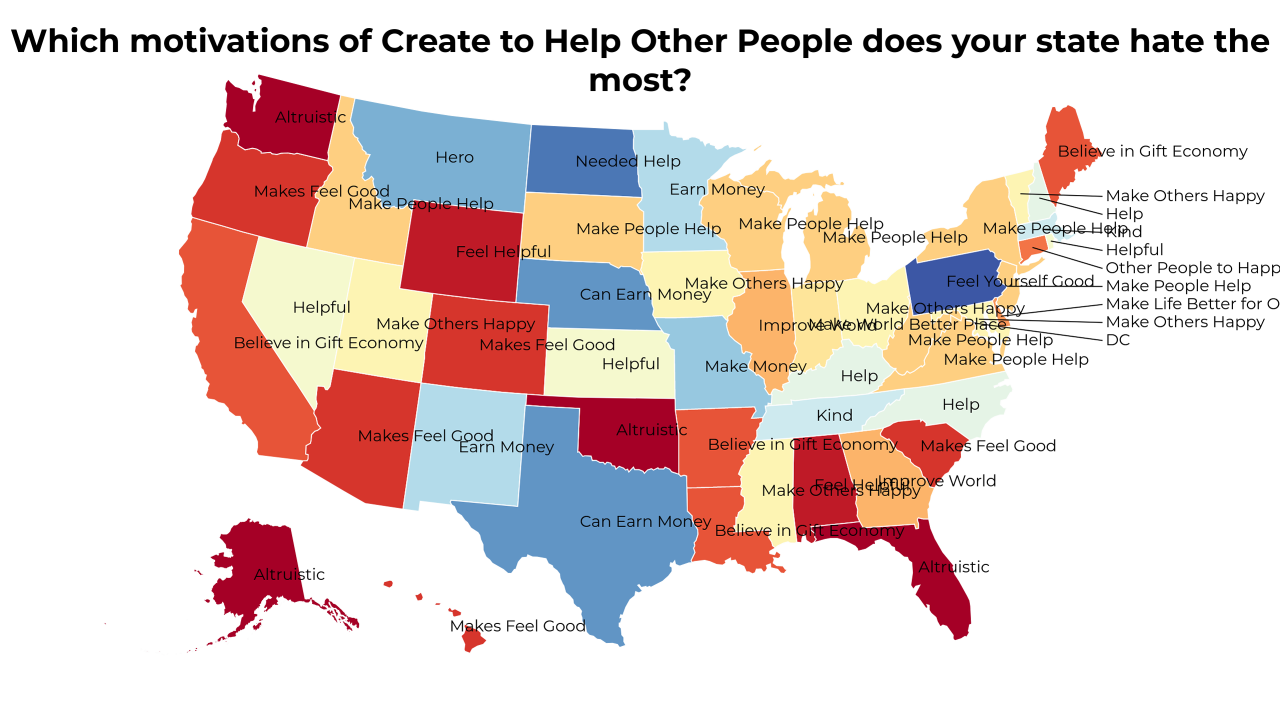 Which motivations of Create to Help Other People does your state hate the
most?
Altruistic
Believe in Gift Economy
Hero
Needed Help
Earn Money
Makes Feel Good
Make People Help
Make Others Happy
Help
Make People Help
Make People Help
Make People Help
Make People Help
Kind
Feel Helpful
Helpful
Other People to Happ
Feel Yourself Good
Make Others Happy
Make People Help
Can Earn Money
Make Life Better for O
Helpful
Make Others Happy
Make Others Happy
Make Others Happy
Improve World
Make World Better Place
DC
Believe in Gift Economy
Makes Feel Good
Make People Help
Make People Help
Helpful
Make Money
Help
Help
Kind
Makes Feel Good
Earn Money
Altruistic
Believe in Gift Economy
Makes Feel Good
Feel Helpful
Improve World
Make Others Happy
Can Earn Money
Believe in Gift Economy
Altruistic
Altruistic
Makes Feel Good